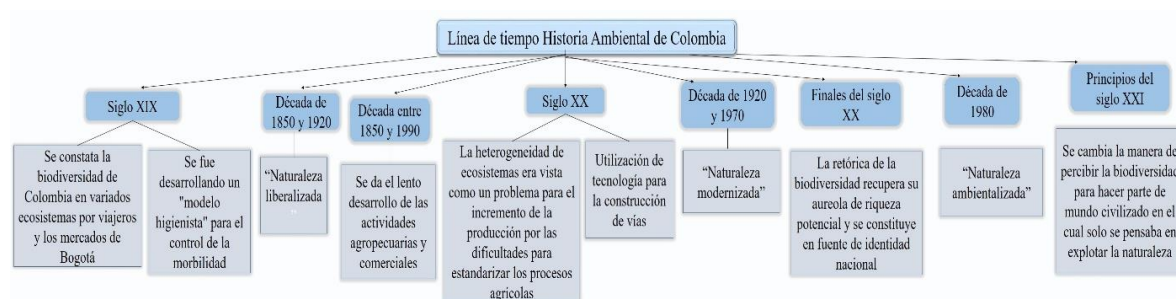 Línea de tiempo Historia Ambiental de Colombia
Siglo XIX
Se constata la
biodiversidad de
Colombia en variados
ecosistemas por viajeros
y los mercados de
Bogotá
Se fue
desarrollando un
"modelo
higienista" para el
control de la
morbilidad
Década de
1850 y 1920
“Naturaleza
liberalizada
”
Década entre
1850 y 1990
Se da el lento
desarrollo de las
actividades
agropecuarias y
comerciales
Siglo XX
La heterogeneidad de
ecosistemas era vista
como un problema para el
incremento de la
producción por las
dificultades para
estandarizar los procesos
agrícolas
Utilización de
tecnología para
la construcción
de vías
Década de 1920
y 1970
“Naturaleza
modernizada”
Finales del siglo
XX
La retórica de la
biodiversidad recupera su
aureola de riqueza
potencial y se constituye
en fuente de identidad
nacional
Década de
1980
“Naturaleza
ambientalizada”
Principios del
siglo XXI
Se cambia la manera de
percibir la biodiversidad
para hacer parte de
mundo civilizado en el
cual solo se pensaba en
explotar la naturaleza